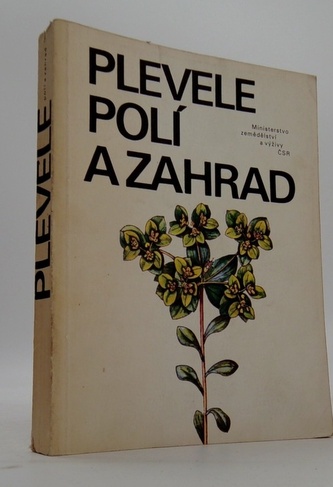 PLEVELE
POLÍ
A ZAHRAD
Ministerstvo
zemědělství
a výživy
ČSR
PLEVELE